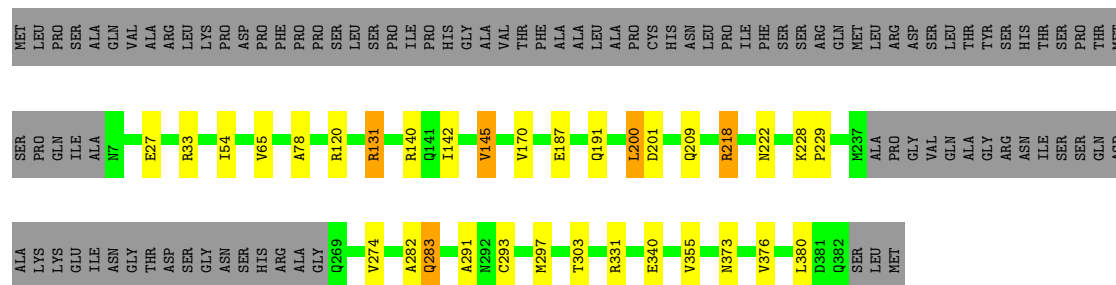 MET LEU PRO SER ALA GLN VAL ALA ARG LEU LYS PRO ASP PRO PHE PRO PRO SER LEU SER PRO ILE PRO HIS GLY ALA VAL THR PHE ALA ALA LEU ALA PRO CYS HIS ASN LEU PRO ILE PHE SER SER ARG GLN MET LEU ARG ASP SER LEU THR TYR SER HIS THR SER PRO THR MET
SER PRO GLN ILE ALA N7 E27 R33 I54 V65 A78 R120 R131 R140 Q141 I142 V145 V170 E187 Q191 L200 D201 Q209 R218 N222 K228 P229 M237 ALA PRO GLY VAL GLN ALA GLY ARG ASN ILE SER SER GLN
ALA LYS LYS GLU ILE ASN GLY THR ASP SER GLY ASN SER HIS ARG ALA GLY Q269 V274 A282 Q283 A291 N292 C293 M297 T303 R331 E340 V355 N373 V376 L380 D381 Q382 SER LEU MET